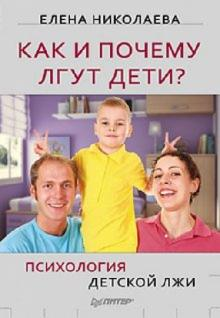 ЕЛЕНА НИКОЛАЕВА
КАК И ПОЧЕМУ
ЛГУТ ДЕТИ?
ПСИХОЛОГИЯ
ДЕТСКОЙ ЛЖИ
ПИТЕР